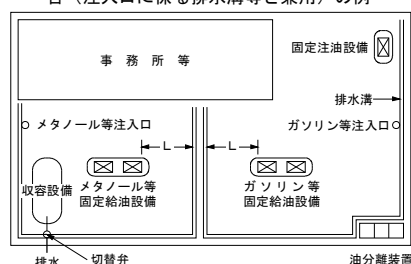 合（注入口に係る排水溝等と兼用）の例
事務所等
固定注油設備
排水溝
メタノール等注入口
ガソリン等注入口
L
L
収容設備
メタノール等
固定給油設備
ガソリン等
固定給油設備
排水
切替弁
油分離装置